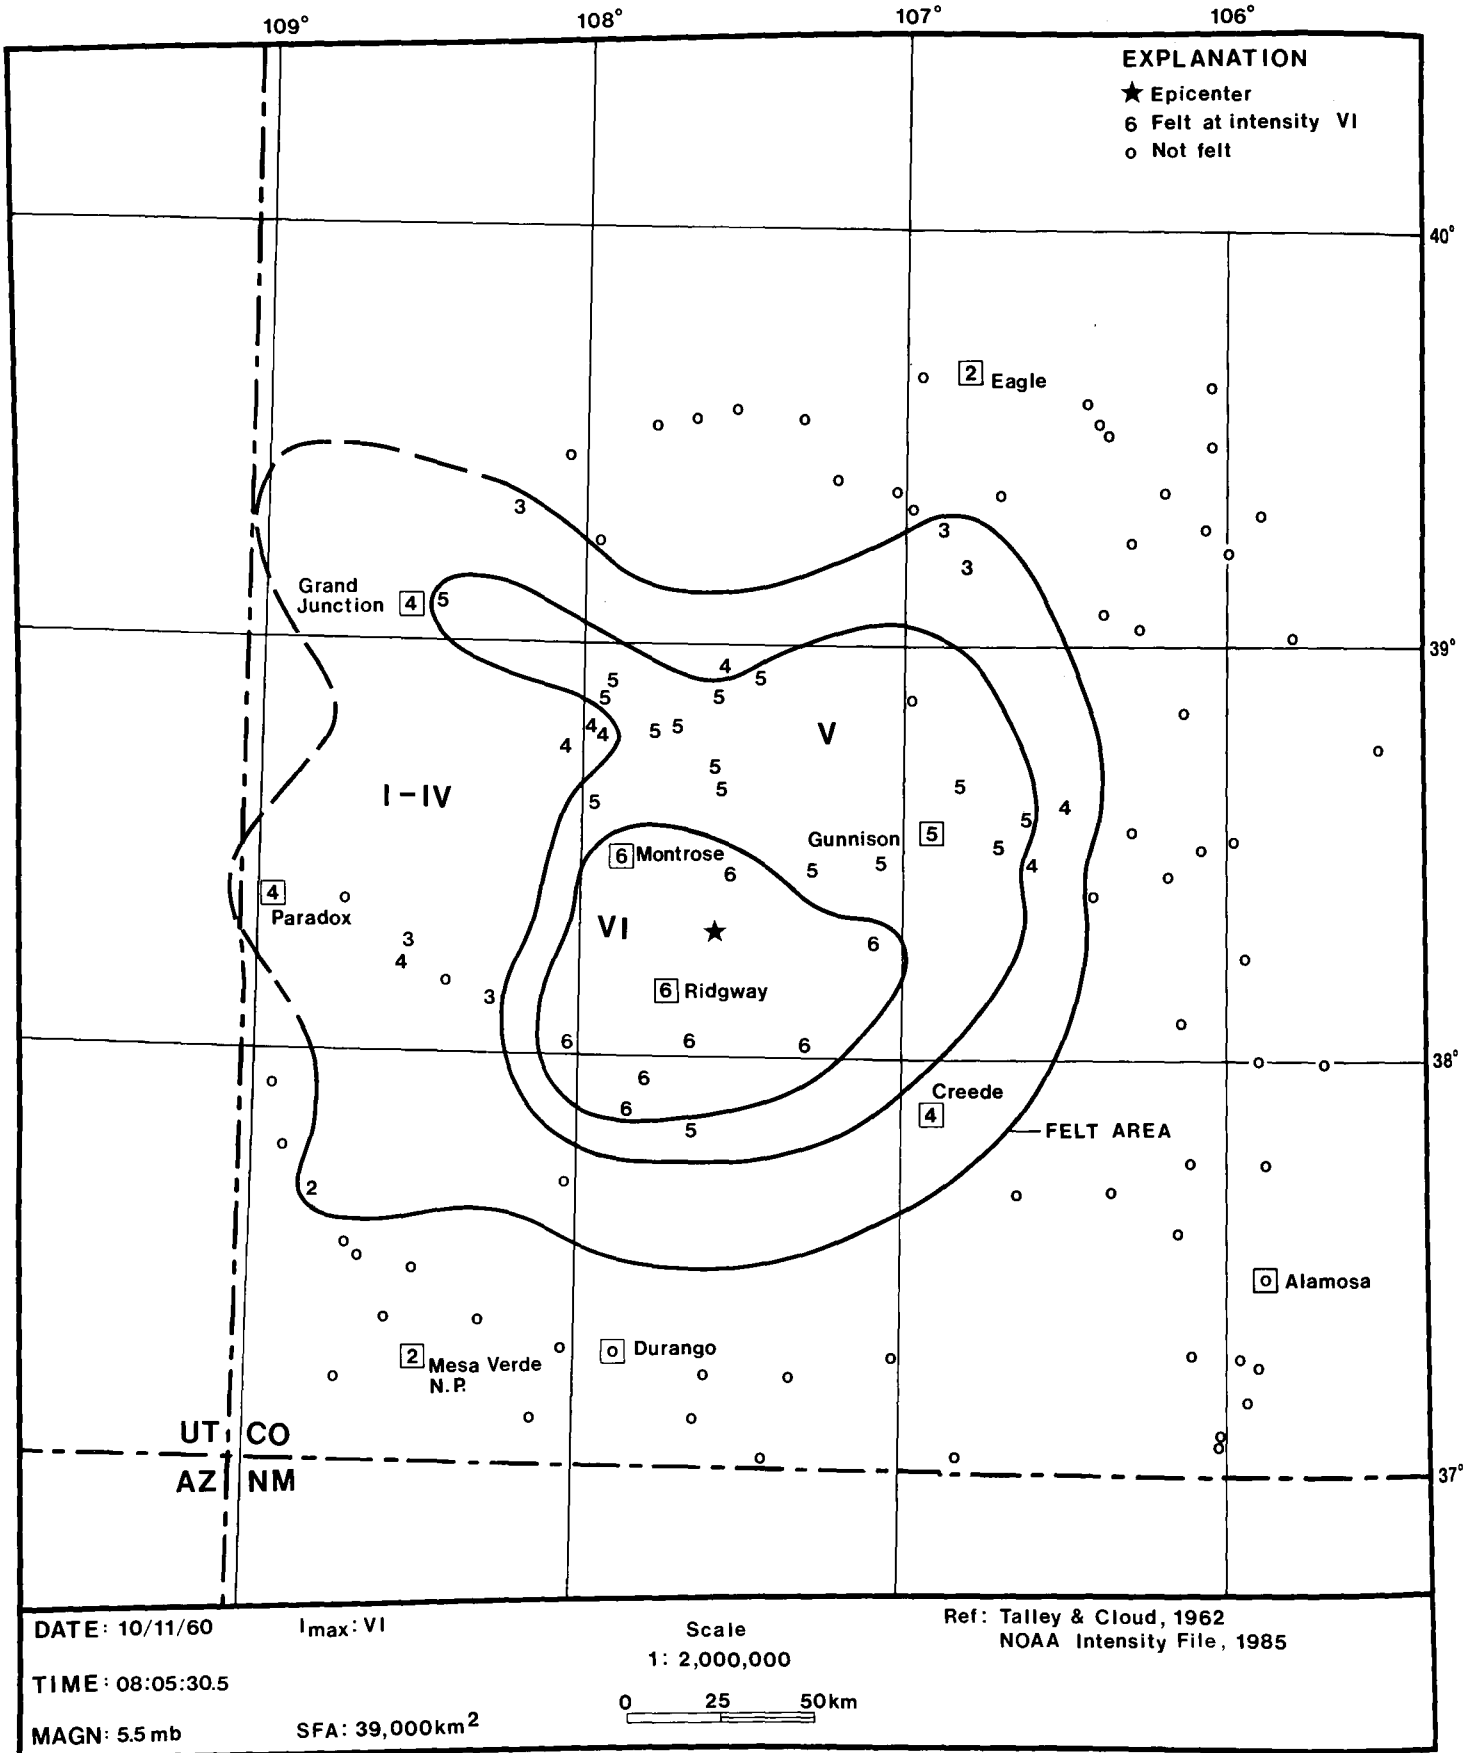 109° 108° 107° 106°
EXPLANATION
★ Epicenter
6 Felt at intensity VI
o Not felt
40°
2 Eagle
3
3
3
Grand
Junction 4 5
39°
4
5 5
5 5
4 4 5 5
4
V
5
I-IV
5 5
5
5 4
Gunnison 5
6 Montrose
5
6 5 5
4
4
Paradox
VI
3
6
4
6 Ridgway
3
6 6 6
38°
6
Creede
6
4
5
FELT AREA
2
o Alamosa
o Durango
2 Mesa Verde
N.P.
UT CO
AZ NM
37°
DATE: 10/11/60
Imax: VI
Scale
1: 2,000,000
Ref: Talley & Cloud, 1962
NOAA Intensity File, 1985
TIME: 08:05:30.5
0 25 50km
MAGN: 5.5 mb
SFA: 39,000km²